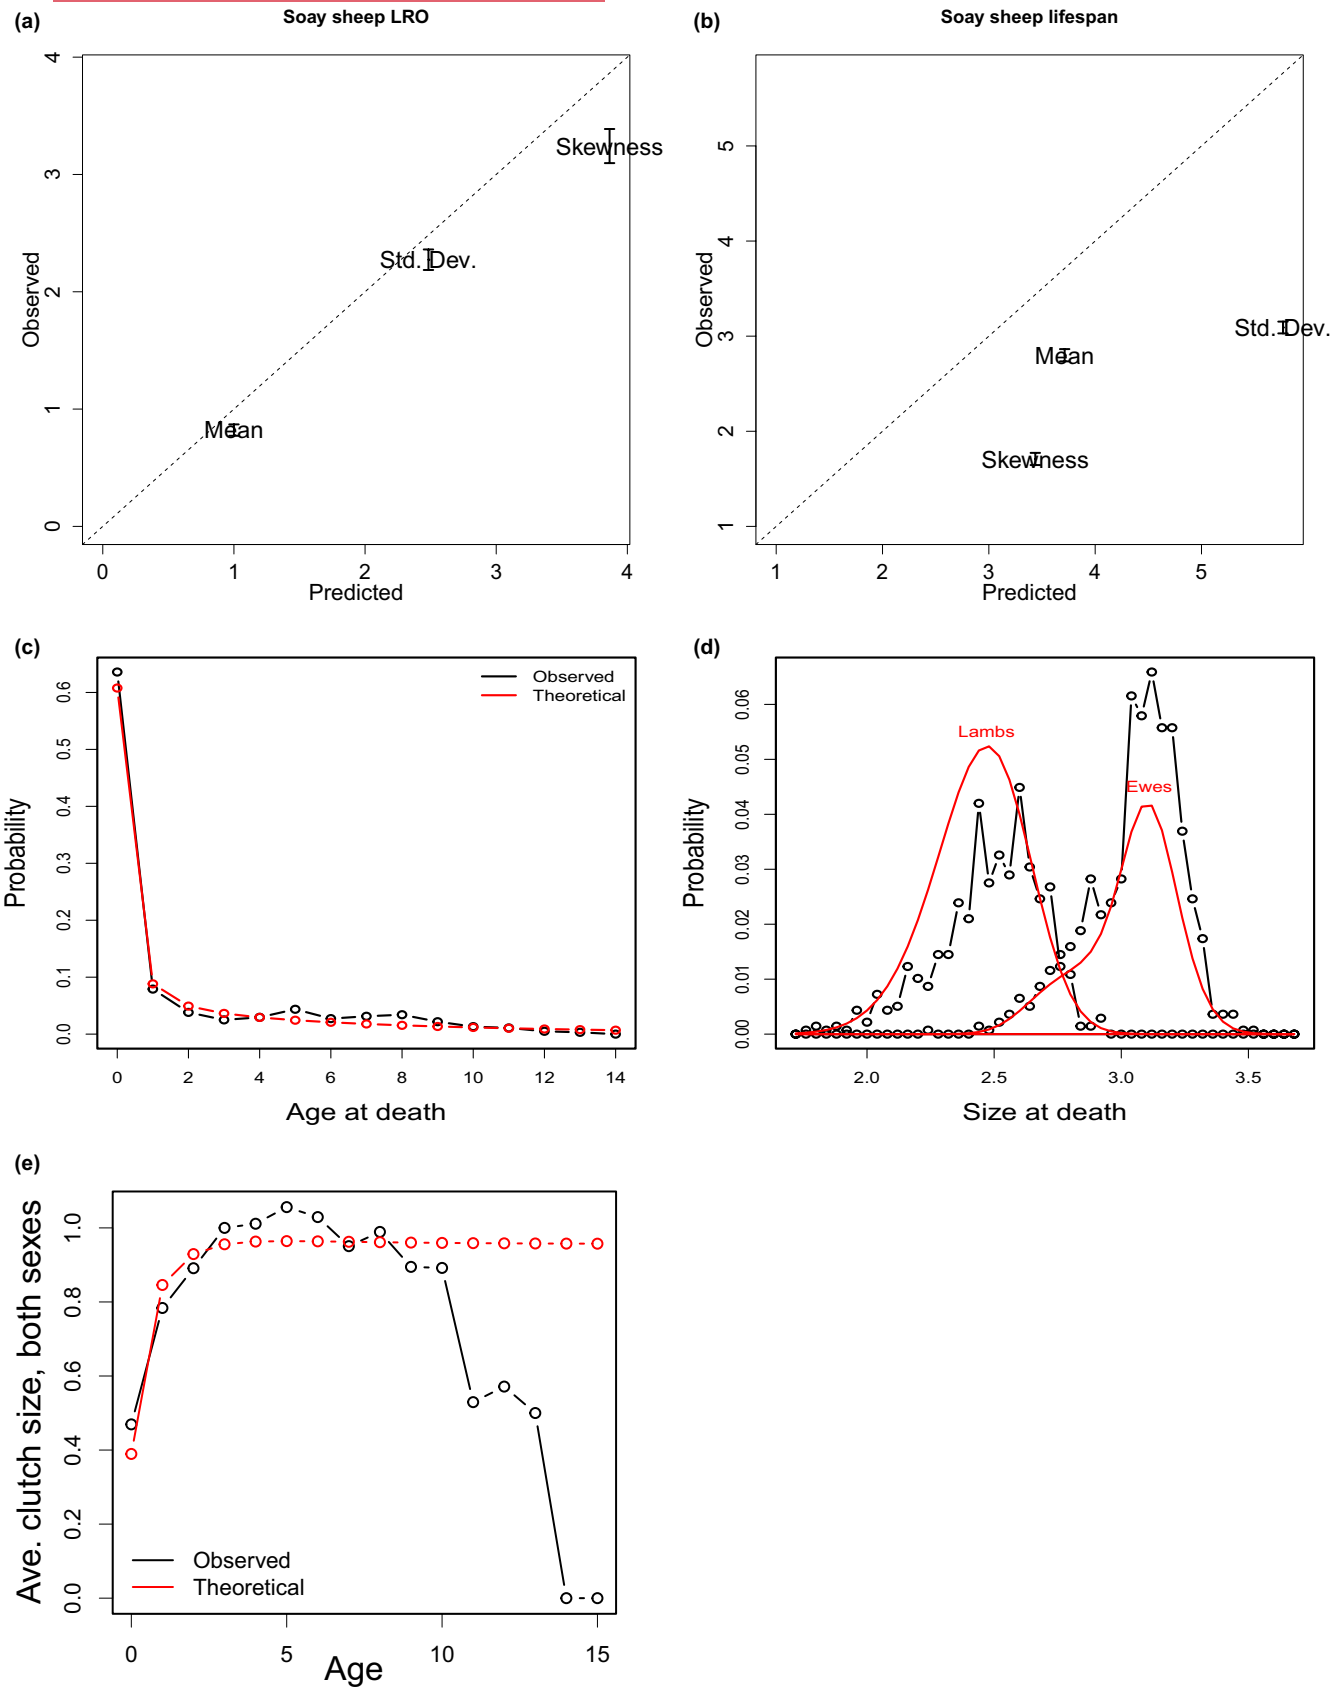 (a)
Soay sheep LRO
Observed
4
3
2
1
0
Skewness
Std. Dev.
Mean
0 1 2 3 4
Predicted
(b)
Soay sheep lifespan
Observed
5
4
3
2
1
Std. Dev.
Mean
Skewness
1 2 3 4 5
Predicted
(c)
Probability
0.6
0.5
0.4
0.3
0.2
0.1
0.0
Observed
Theoretical
0 2 4 6 8 10 12 14
Age at death
(d)
Probability
0.06
0.05
0.04
0.03
0.02
0.01
0.00
Lambs
Ewes
2.0 2.5 3.0 3.5
Size at death
(e)
Ave. clutch size, both sexes
1.0
0.8
0.6
0.4
0.2
0.0
Observed
Theoretical
0 5 10 15
Age